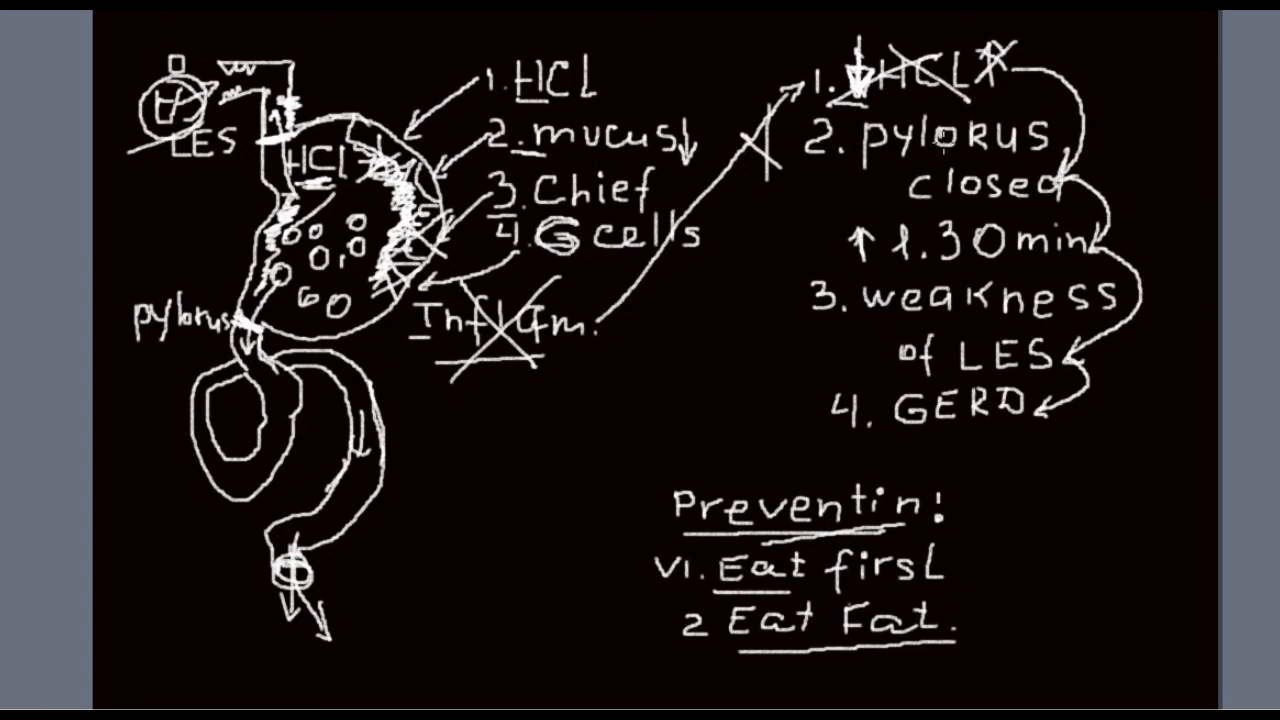 LES
HCL
pylorus
1. HCL
2. mucus↓
3. Chief
4. G cells
Inflam.
1. ↓ HCL
2. pylorus
closed
↑ 1.30 min
3. weakness
of LES
4. GERD
Preventin!
v1. Eat first
2 Eat Fat.